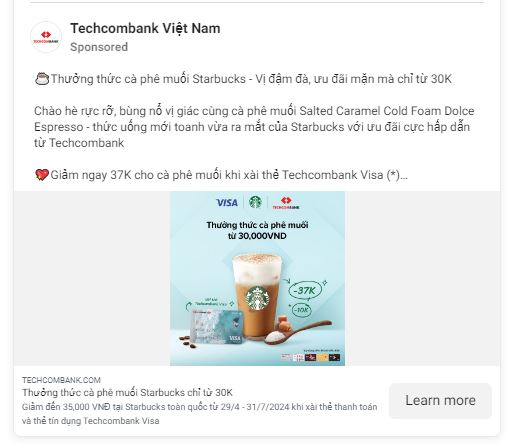 Techcombank Việt Nam
Sponsored
Thưởng thức cà phê muối Starbucks - Vị đậm đà, ưu đãi mặn mà chỉ từ 30K
Chào hè rực rỡ, bùng nổ vị giác cùng cà phê muối Salted Caramel Cold Foam Dolce
Espresso - thức uống mới toanh vừa ra mắt của Starbucks với ưu đãi cực hấp dẫn
từ Techcombank
Giảm ngay 37K cho cà phê muối khi xài thẻ Techcombank Visa (*)...
VISA
TECHCOMBANK
Thưởng thức cà phê muối
từ 30,000VND
-37K
-10K
Techcombank Visa
VISA
TECHCOMBANK.COM
Thưởng thức cà phê muối Starbucks chỉ từ 30K
Giảm đến 35,000 VNĐ tại Starbucks toàn quốc từ 29/4 - 31/7/2024 khi xài thẻ thanh toán
và thẻ tín dụng Techcombank Visa
Learn more